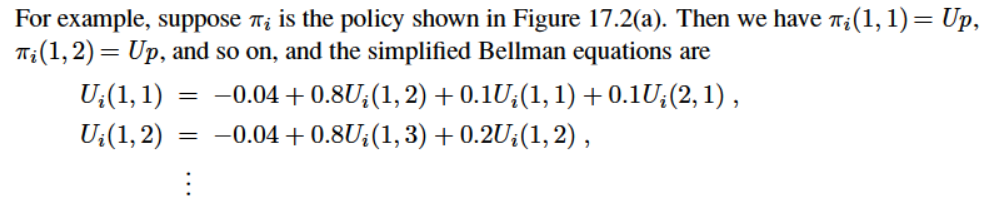 For example, suppose πᵢ is the policy shown in Figure 17.2(a). Then we have πᵢ(1, 1) = Up,
πᵢ(1, 2) = Up, and so on, and the simplified Bellman equations are
Uᵢ(1, 1) = −0.04 + 0.8Uᵢ(1, 2) + 0.1Uᵢ(1, 1) + 0.1Uᵢ(2, 1) ,
Uᵢ(1, 2) = −0.04 + 0.8Uᵢ(1, 3) + 0.2Uᵢ(1, 2) ,
⋮